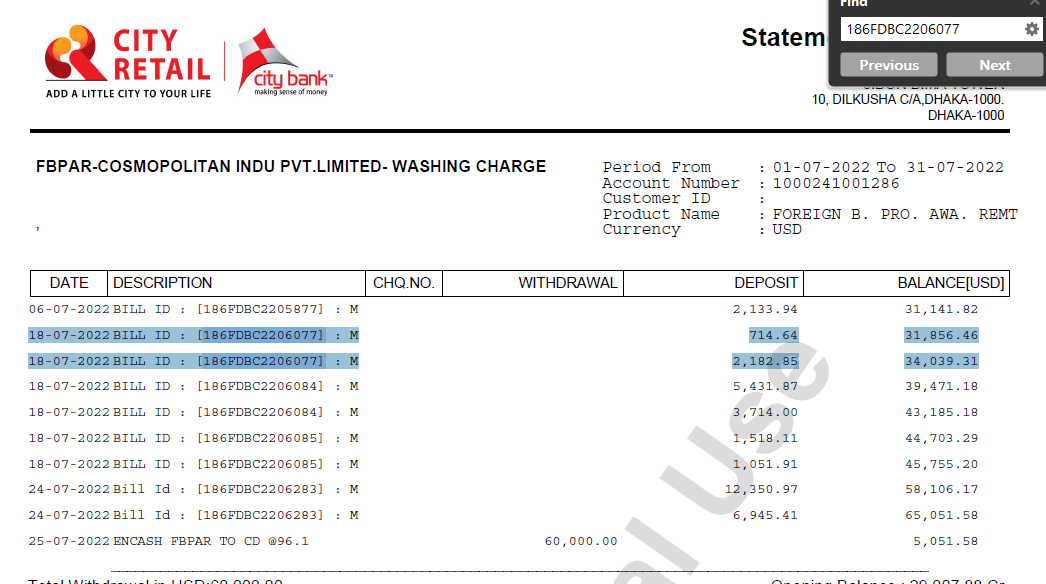 Find
186FDBC2206077
Previous Next
CITY
RETAIL
ADD A LITTLE CITY TO YOUR LIFE
city bank
making sense of money
10, DILKUSHA C/A,DHAKA-1000.
DHAKA-1000
FBPAR-COSMOPOLITAN INDU PVT.LIMITED- WASHING CHARGE
Period From : 01-07-2022 To 31-07-2022
Account Number : 1000241001286
Customer ID :
Product Name : FOREIGN B. PRO. AWA. REMT
Currency : USD
,
DATE DESCRIPTION CHQ.NO. WITHDRAWAL DEPOSIT BALANCE[USD]
06-07-2022 BILL ID : [186FDBC2205877] : M 2,133.94 31,141.82
18-07-2022 BILL ID : [186FDBC2206077] : M 714.64 31,856.46
18-07-2022 BILL ID : [186FDBC2206077] : M 2,182.85 34,039.31
18-07-2022 BILL ID : [186FDBC2206084] : M 5,431.87 39,471.18
18-07-2022 BILL ID : [186FDBC2206084] : M 3,714.00 43,185.18
18-07-2022 BILL ID : [186FDBC2206085] : M 1,518.11 44,703.29
18-07-2022 BILL ID : [186FDBC2206085] : M 1,051.91 45,755.20
24-07-2022 Bill Id : [186FDBC2206283] : M 12,350.97 58,106.17
24-07-2022 Bill Id : [186FDBC2206283] : M 6,945.41 65,051.58
25-07-2022 ENCASH FBPAR TO CD @96.1 60,000.00 5,051.58
Use